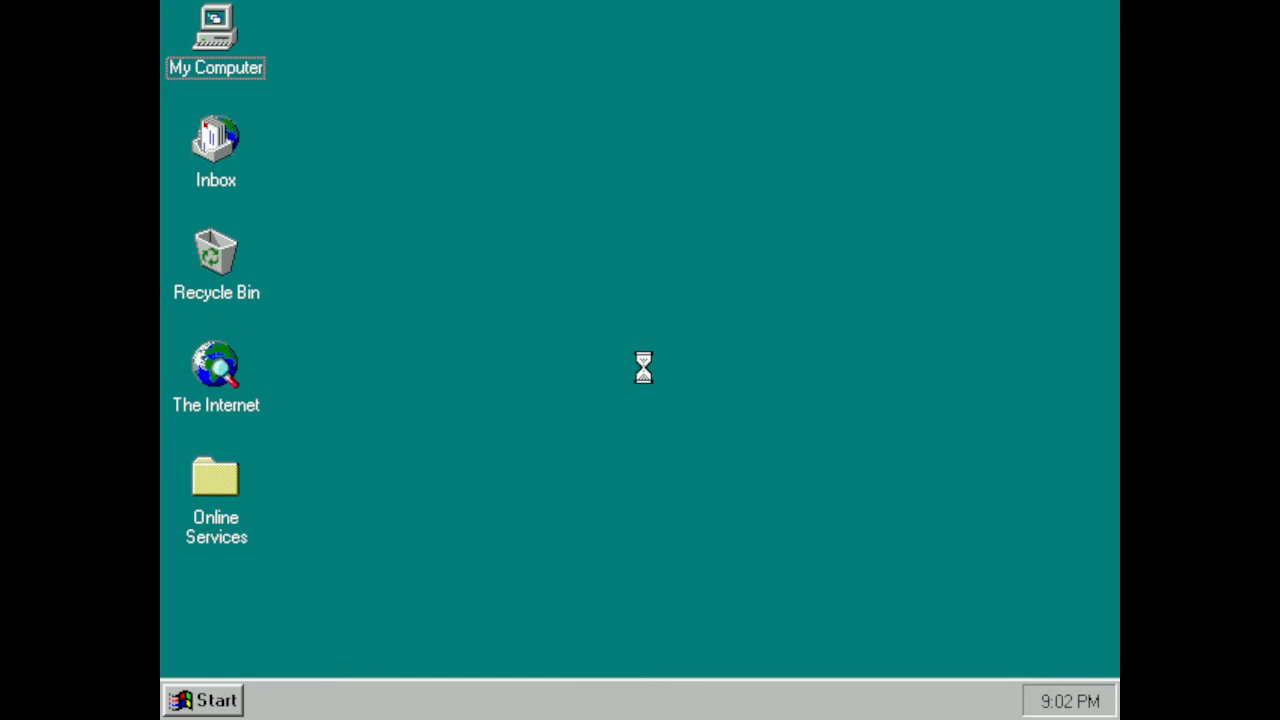 My Computer
Inbox
Recycle Bin
The Internet
Online
Services
Start
9:02 PM